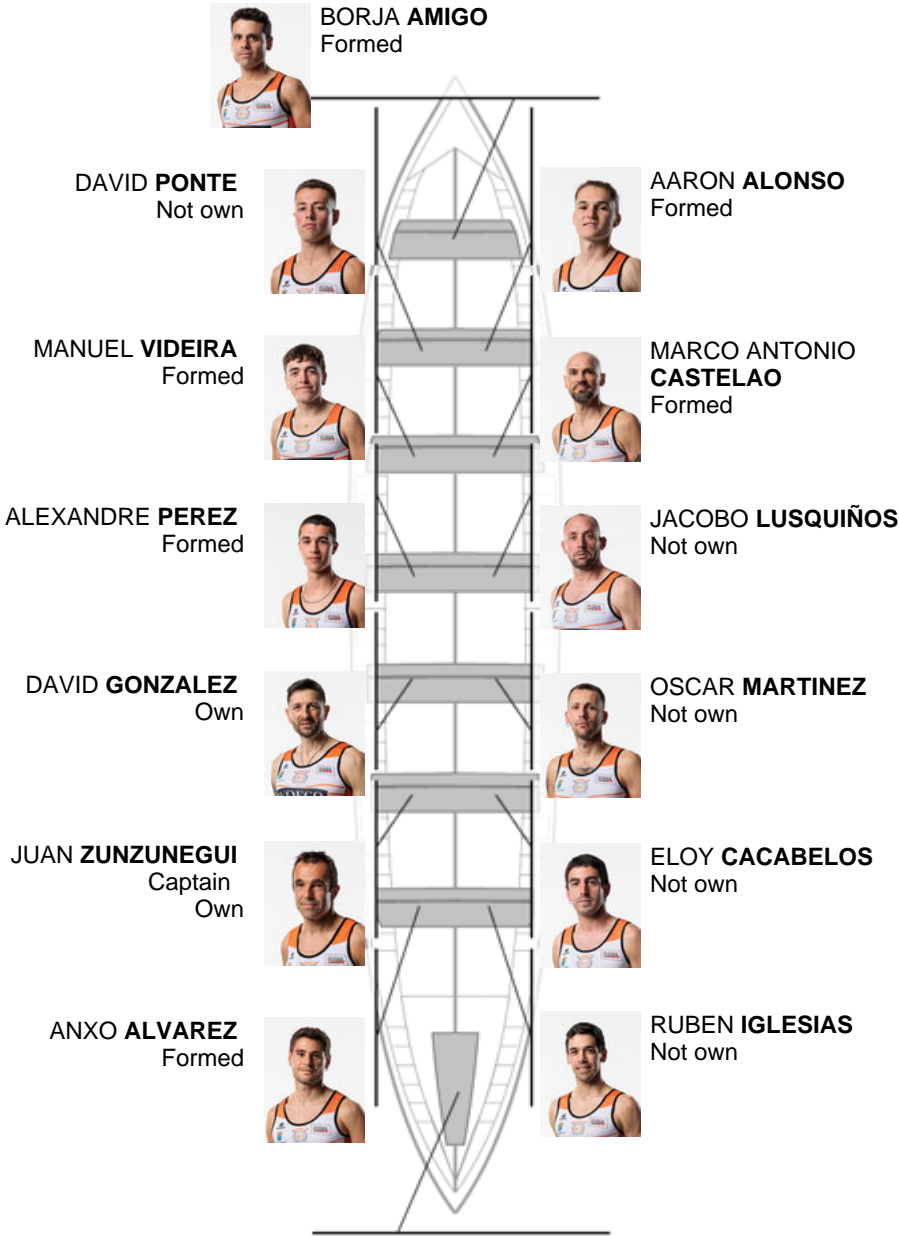 BORJA AMIGO
Formed
DAVID PONTE
Not own
AARON ALONSO
Formed
MANUEL VIDEIRA
Formed
MARCO ANTONIO
CASTELAO
Formed
ALEXANDRE PEREZ
Formed
JACOBO LUSQUIÑOS
Not own
DAVID GONZALEZ
Own
OSCAR MARTINEZ
Not own
JUAN ZUNZUNEGUI
Captain
Own
ELOY CACABELOS
Not own
ANXO ALVAREZ
Formed
RUBEN IGLESIAS
Not own